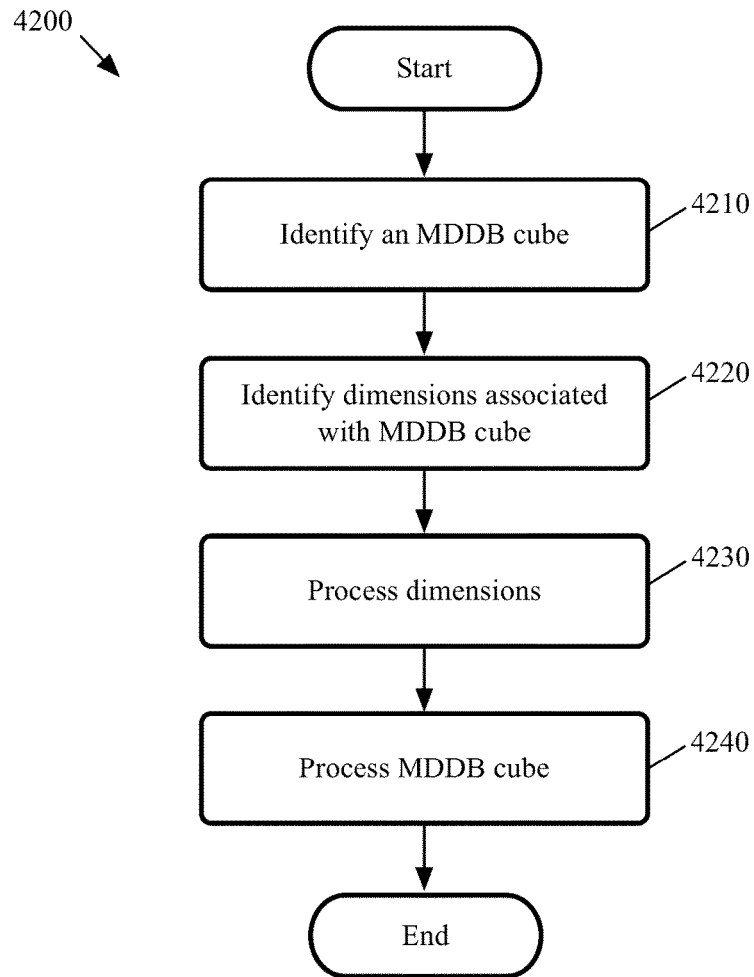 4200
Start
Identify an MDDB cube
4210
Identify dimensions associated
with MDDB cube
4220
Process dimensions
4230
Process MDDB cube
4240
End